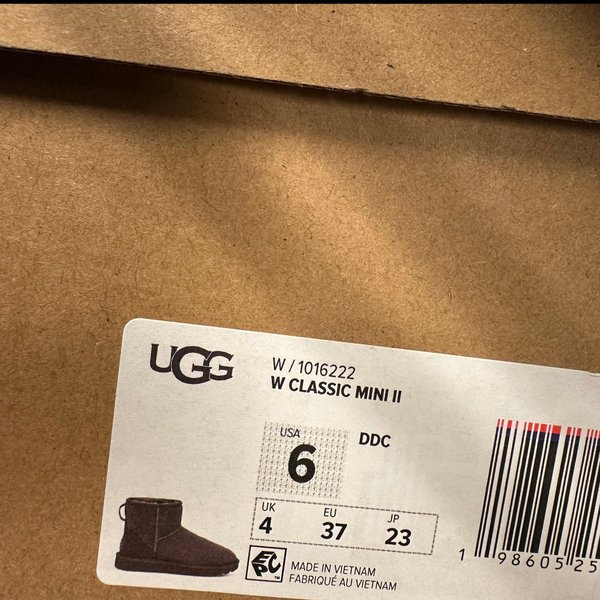 UGG
W / 1016222
W CLASSIC MINI II
USA
6
DDC
UK EU JP
4 37 23
EPC
MADE IN VIETNAM
FABRIQUÉ AU VIETNAM
1 98605 25